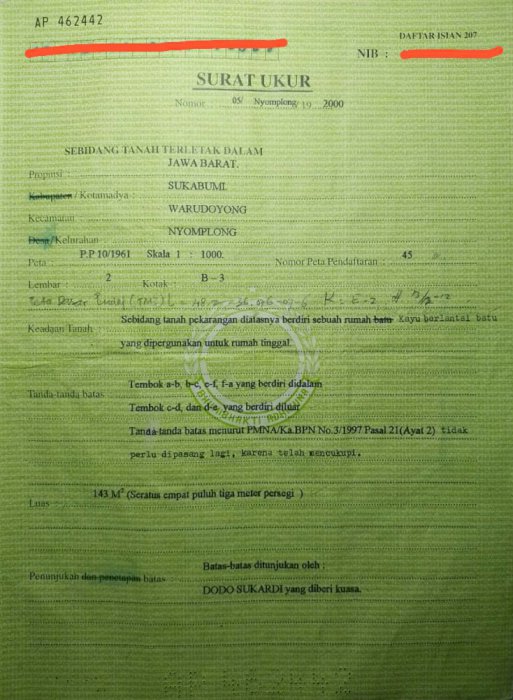 AP 462442
DAFTAR ISIAN 207
NIB :
SURAT UKUR
Nomor : 05/ Nyomplong/ 19 2000
SEBIDANG TANAH TERLETAK DALAM
JAWA BARAT.
Propinsi :
Kabupaten / Kotamadya : SUKABUMI.
Kecamatan : WARUDOYONG
Desa/Kelurahan : NYOMPLONG
Peta : P.P 10/1961 Skala 1 : 1000. Nomor Peta Pendaftaran : 45
Lembar : 2 Kotak : B - 3
Keadaan Tanah : Sebidang tanah pekarangan diatasnya berdiri sebuah rumah batu Kayu berlantai batu
yang dipergunakan untuk rumah tinggal.
Tanda-tanda batas : Tembok a-b, b-c, e-f, f-a yang berdiri didalam
Tembok c-d, dan d-e, yang berdiri diluar
Tanda-tanda batas menurut PMNA/Ka.BPN No.3/1997 Pasal 21(Ayat 2) tidak
perlu dipasang lagi, karena telah mencukupi.
Luas : 143 M² (Seratus empat puluh tiga meter persegi )
Penunjukan dan penetapan batas : Batas-batas ditunjukan oleh :
DODO SUKARDI yang diberi kuasa.